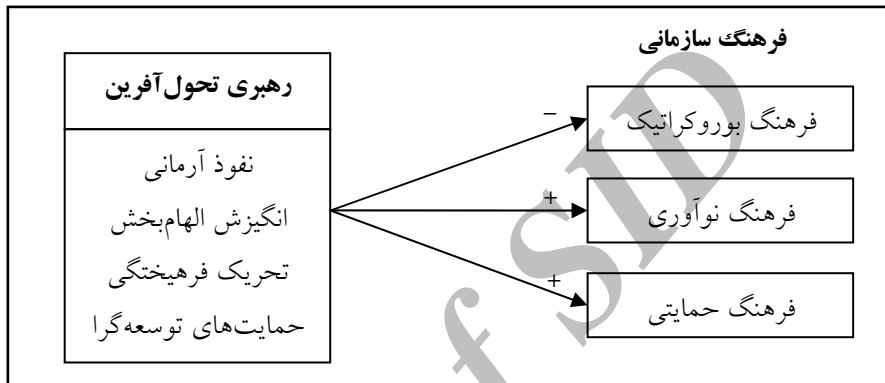 فرهنگ سازمانی
رهبری تحول‌آفرین
نفوذ آرمانی
انگیزش الهام‌بخش
تحریک فرهیختگی
حمایت‌های توسعه‌گرا
–
فرهنگ بوروکراتیک
+
فرهنگ نوآوری
+
فرهنگ حمایتی
f SID